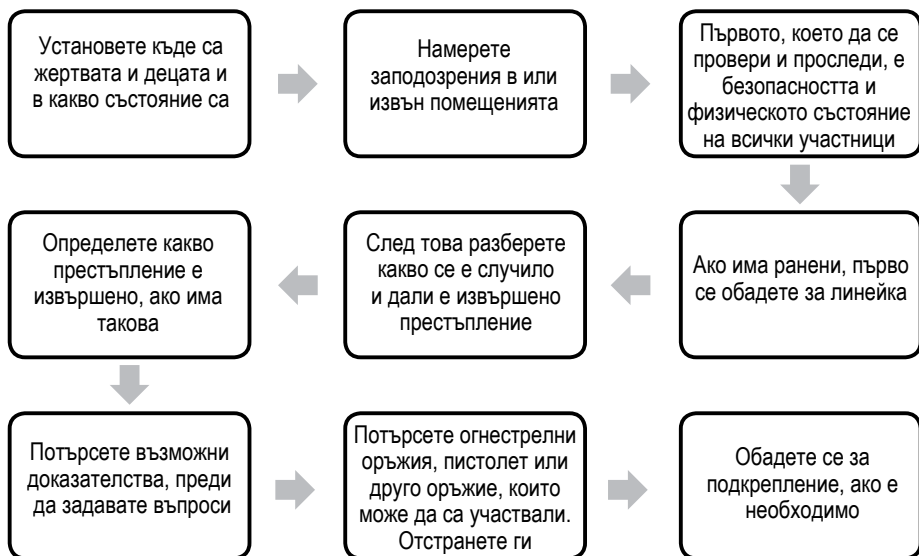 Установете къде са
жертвата и децата и
в какво състояние са
Намерете
заподозрения в или
извън помещенията
Първото, което да се
провери и проследи, е
безопасността и
физическото състояние
на всички участници
Ако има ранени, първо
се обадете за линейка
След това разберете
какво се е случило
и дали е извършено
престъпление
Определете какво
престъпление е
извършено, ако има
такова
Потърсете възможни
доказателства, преди
да задавате въпроси
Потърсете огнестрелни
оръжия, пистолет или
друго оръжие, които
може да са участвали.
Отстранете ги
Обадете се за
подкрепление, ако е
необходимо